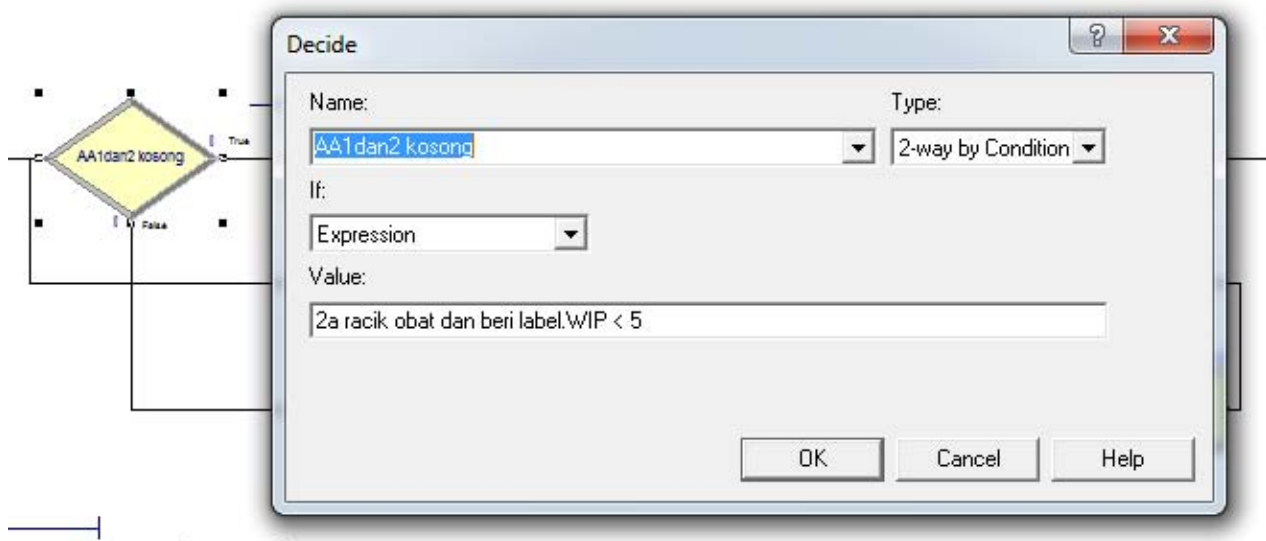 Decide
Name:
Type:
AA1dan2 kosong
2-way by Condition
If:
Expression
Value:
2a racik obat dan beri label.WIP < 5
OK
Cancel
Help
AA1dan2 kosong
True
False